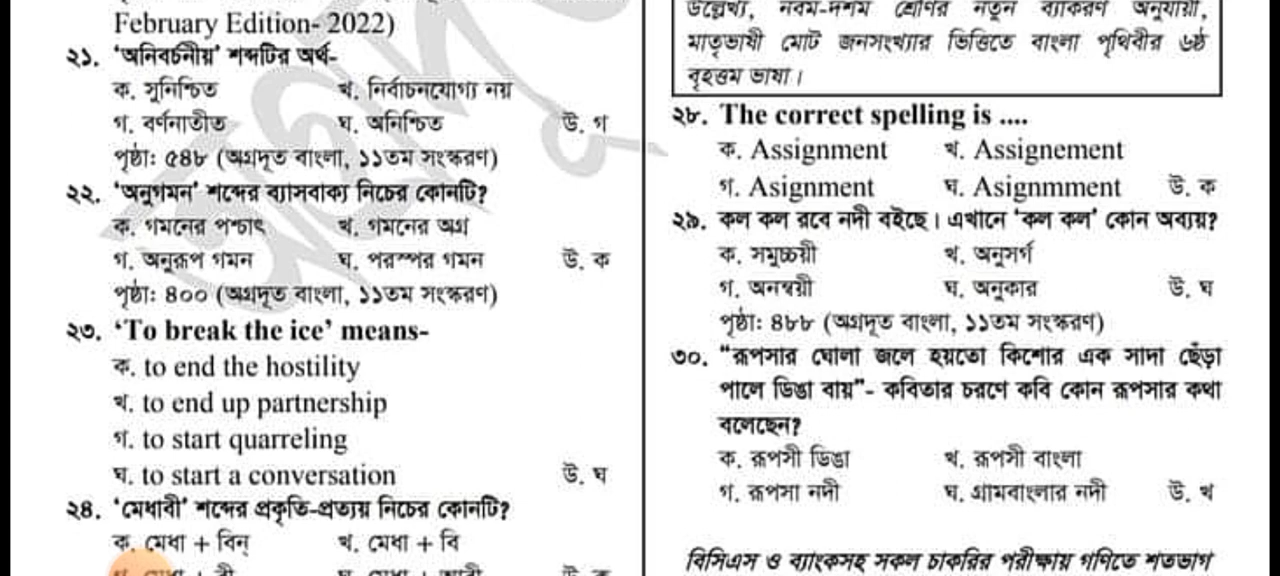 February Edition- 2022)
২১. ‘অনির্বচনীয়’ শব্দটির অর্থ-
ক. সুনিশ্চিত খ. নির্বাচনযোগ্য নয়
গ. বর্ণনাতীত ঘ. অনিশ্চিত উ. গ
পৃষ্ঠা: ৫৪৮ (অগ্রদূত বাংলা, ১১তম সংস্করণ)
২২. ‘অনুগমন’ শব্দের ব্যাসবাক্য নিচের কোনটি?
ক. গমনের পশ্চাৎ খ. গমনের অগ্র
গ. অনুরূপ গমন ঘ. পরস্পর গমন উ. ক
পৃষ্ঠা: ৪০০ (অগ্রদূত বাংলা, ১১তম সংস্করণ)
২৩. ‘To break the ice’ means-
ক. to end the hostility
খ. to end up partnership
গ. to start quarreling
ঘ. to start a conversation উ. ঘ
২৪. ‘মেধাবী’ শব্দের প্রকৃতি-প্রত্যয় নিচের কোনটি?
ক. মেধা + বিন্ খ. মেধা + বি
উল্লেখ্য, নবম-দশম শ্রেণির নতুন ব্যাকরণ অনুযায়ী,
মাতৃভাষী মোট জনসংখ্যার ভিত্তিতে বাংলা পৃথিবীর ৬ষ্ঠ
বৃহত্তম ভাষা।
২৮. The correct spelling is ....
ক. Assignment খ. Assignement
গ. Asignment ঘ. Asignmment উ. ক
২৯. কল কল রবে নদী বইছে। এখানে ‘কল কল’ কোন অব্যয়?
ক. সমুচ্চয়ী খ. অনুসর্গ
গ. অনন্বয়ী ঘ. অনুকার উ. ঘ
পৃষ্ঠা: ৪৮৮ (অগ্রদূত বাংলা, ১১তম সংস্করণ)
৩০. “রূপসার ঘোলা জলে হয়তো কিশোর এক সাদা ছেঁড়া
পালে ডিঙা বায়”- কবিতার চরণে কবি কোন রূপসার কথা
বলেছেন?
ক. রূপসী ডিঙা খ. রূপসী বাংলা
গ. রূপসা নদী ঘ. গ্রামবাংলার নদী উ. খ
বিসিএস ও ব্যাংকসহ সকল চাকরির পরীক্ষায় গণিতে শতভাগ